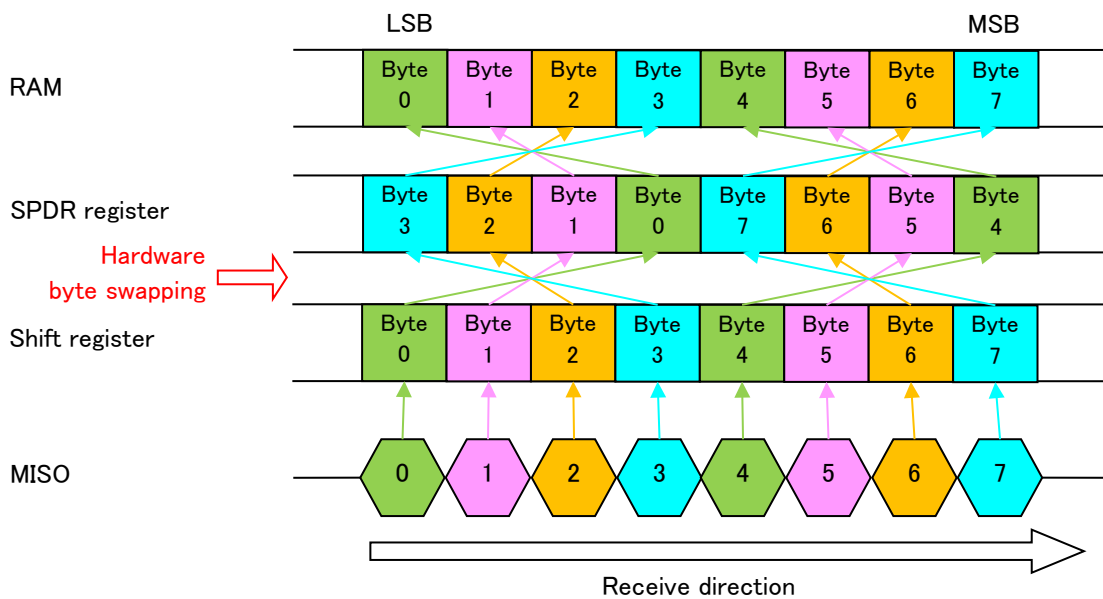 LSB MSB
RAM
Byte Byte Byte Byte Byte Byte Byte Byte
0 1 2 3 4 5 6 7
SPDR register
Byte Byte Byte Byte Byte Byte Byte Byte
3 2 1 0 7 6 5 4
Hardware
byte swapping
Shift register
Byte Byte Byte Byte Byte Byte Byte Byte
0 1 2 3 4 5 6 7
MISO
0 1 2 3 4 5 6 7
Receive direction